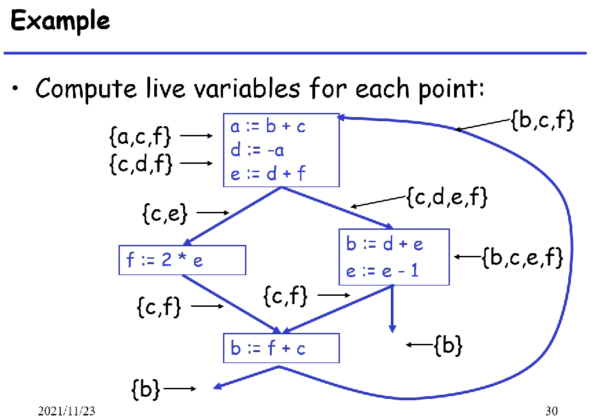 Example
• Compute live variables for each point:
{b,c,f}
a := b + c
{a,c,f}
d := -a
{c,d,f}
e := d + f
{c,d,e,f}
{c,e}
b := d + e
f := 2 * e
{b,c,e,f}
e := e - 1
{c,f}
{c,f}
b := f + c
{b}
{b}
2021/11/23
30